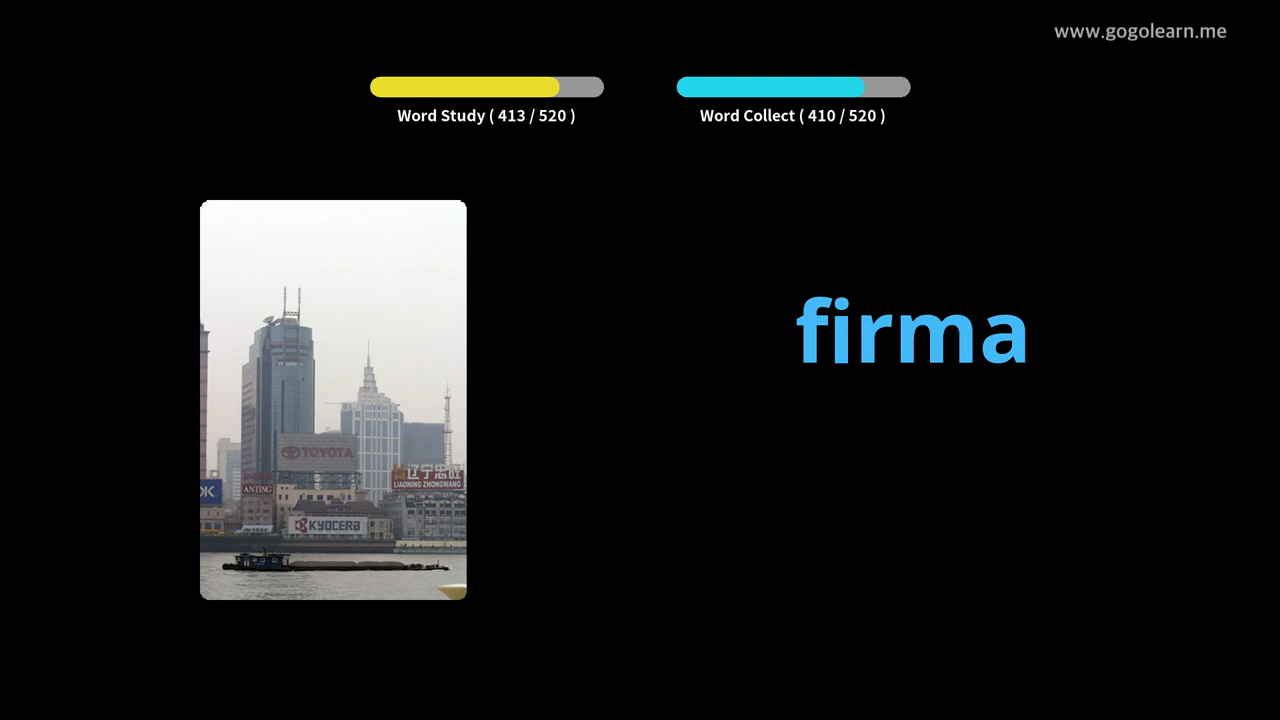 www.gogolearn.me
Word Study ( 413 / 520 )
Word Collect ( 410 / 520 )
firma
TOYOTA
辽宁忠旺
LIAONING ZHONGWANG
OK
ANTING
KYOCERA